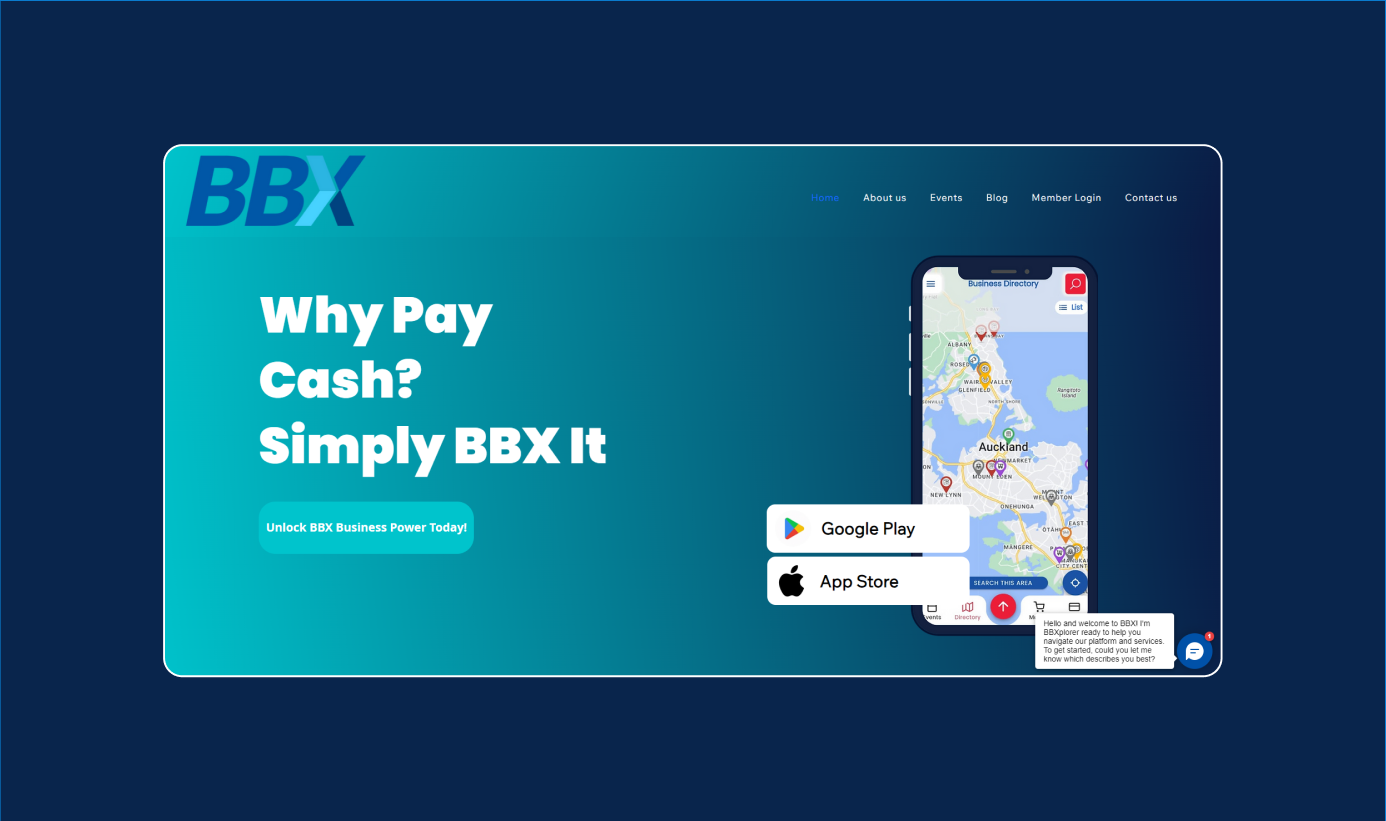 BBX
Home About us Events Blog Member Login Contact us
Why Pay
Cash?
Simply BBX It
Unlock BBX Business Power Today!
Google Play
App Store
Business Directory
List
ALBANY
GLENFIELD
NORTH SHORE
Rangitoto
Island
Auckland
MOUNT EDEN
NEW LYNN
ONEHUNGA
MĀNGERE
SEARCH THIS AREA
Directory
Hello and welcome to BBX! I'm
BBXplorer ready to help you
navigate our platform and services.
To get started, could you let me
know which describes you best?
1